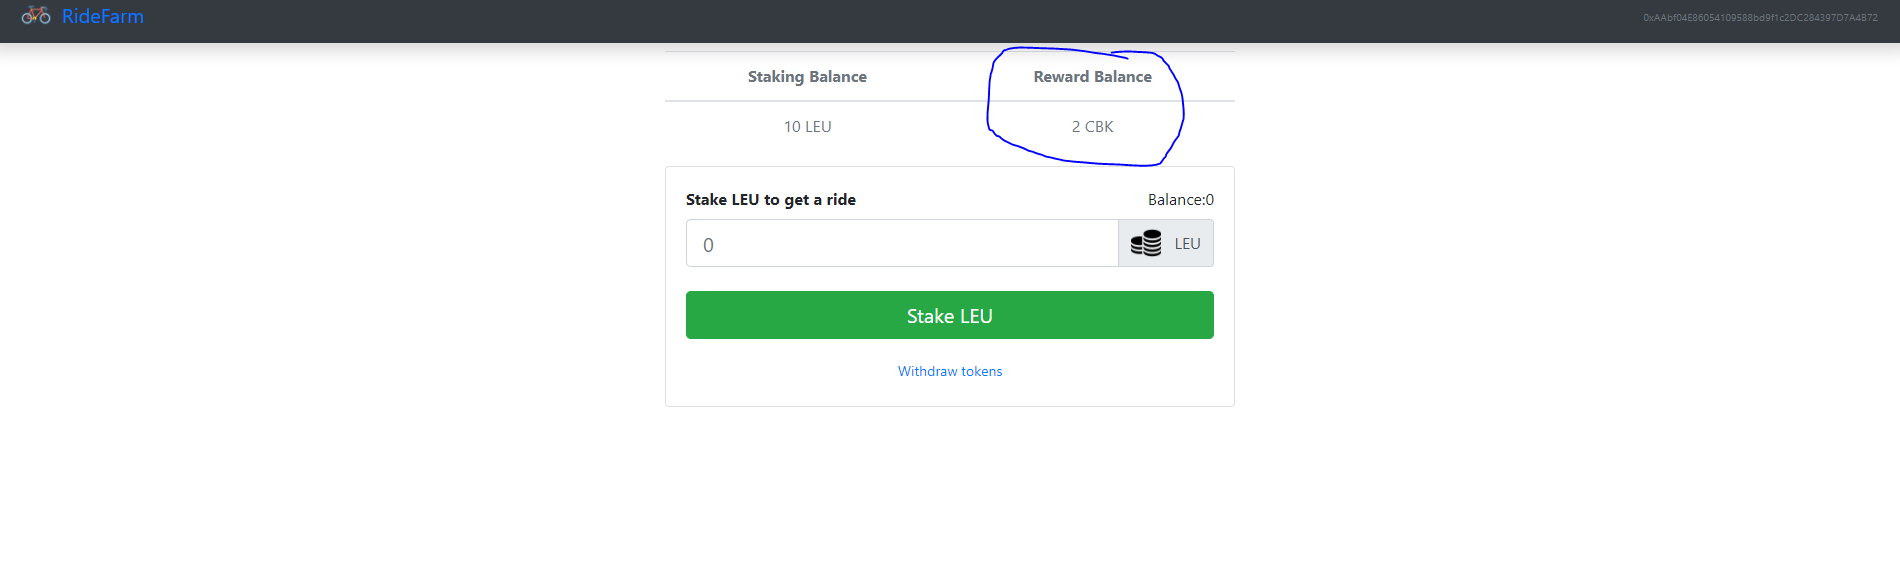 RideFarm
0xAAbf04E86054109588bd9f1c2DC284397D7A4B72
Staking Balance Reward Balance
10 LEU 2 CBK
Stake LEU to get a ride Balance:0
0 LEU
Stake LEU
Withdraw tokens